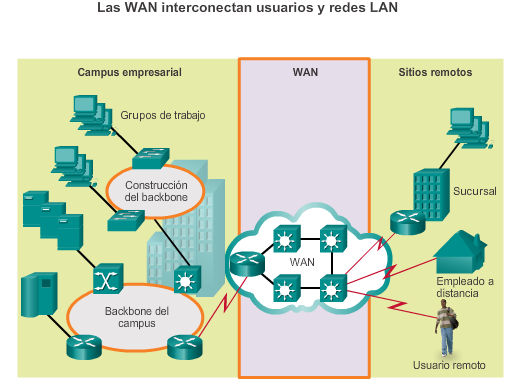 Las WAN interconectan usuarios y redes LAN
Campus empresarial
WAN
Sitios remotos
Grupos de trabajo
Construcción
del backbone
Sucursal
WAN
Empleado a
distancia
Backbone del
campus
Usuario remoto